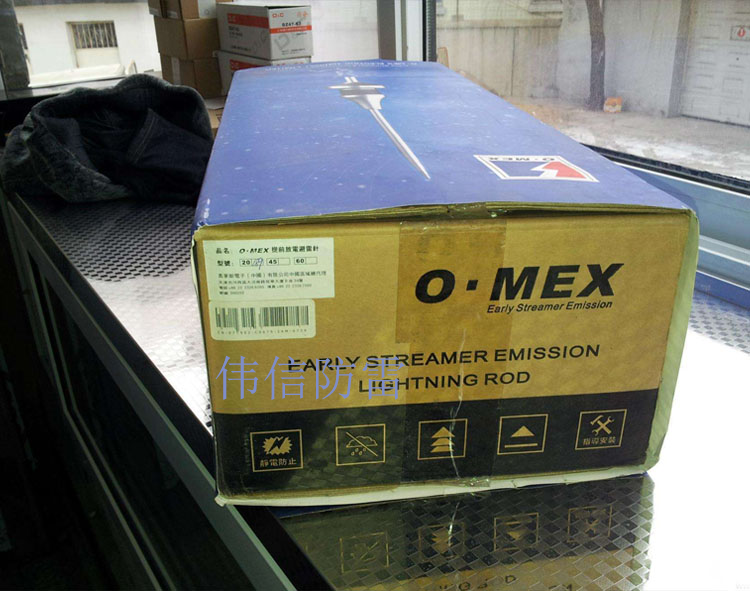 O·MEX
品名: O·MEX 提前放電避雷針
型號: 20 45 60
O·MEX
Early Streamer Emission
EARLY STREAMER EMISSION
LIGHTNING ROD
伟信防雷
靜電防止
指導安裝